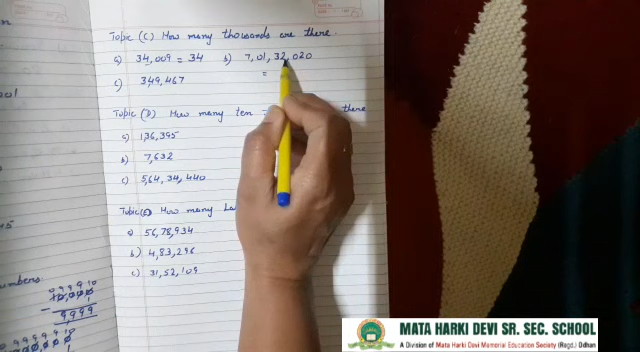 Topic (C) How many thousands are there.
a) 34,009 = 34 b) 7,01,32,020
c) 349,467 =
Topic (D) How many ten there
a) 136,395
b) 7,632
c) 5,64,34,440
Topic (E) How many
a) 56,78,934
b) 4,83,296
c) 31,52,109
umbers
9999
MATA HARKI DEVI SR. SEC. SCHOOL
A Division of Mata Harki Devi Memorial Education Society (Regd.) Odhan